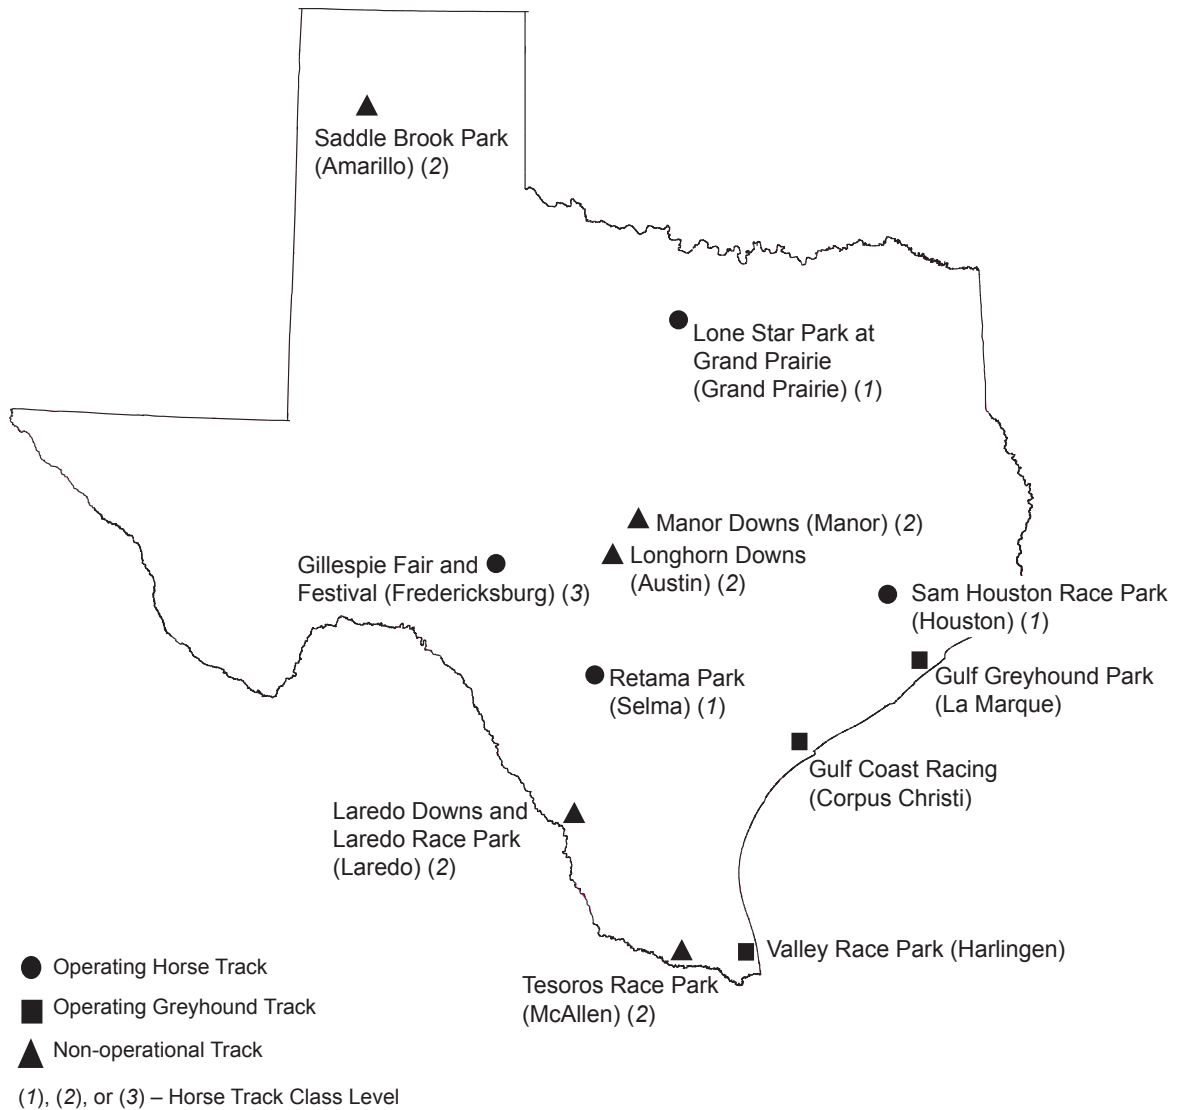 Saddle Brook Park
(Amarillo) (2)
Lone Star Park at
Grand Prairie
(Grand Prairie) (1)
Manor Downs (Manor) (2)
Longhorn Downs
(Austin) (2)
Gillespie Fair and
Festival (Fredericksburg) (3)
Sam Houston Race Park
(Houston) (1)
Gulf Greyhound Park
(La Marque)
Retama Park
(Selma) (1)
Gulf Coast Racing
(Corpus Christi)
Laredo Downs and
Laredo Race Park
(Laredo) (2)
Valley Race Park (Harlingen)
Tesoros Race Park
(McAllen) (2)
Operating Horse Track
Operating Greyhound Track
Non-operational Track
(1), (2), or (3) – Horse Track Class Level